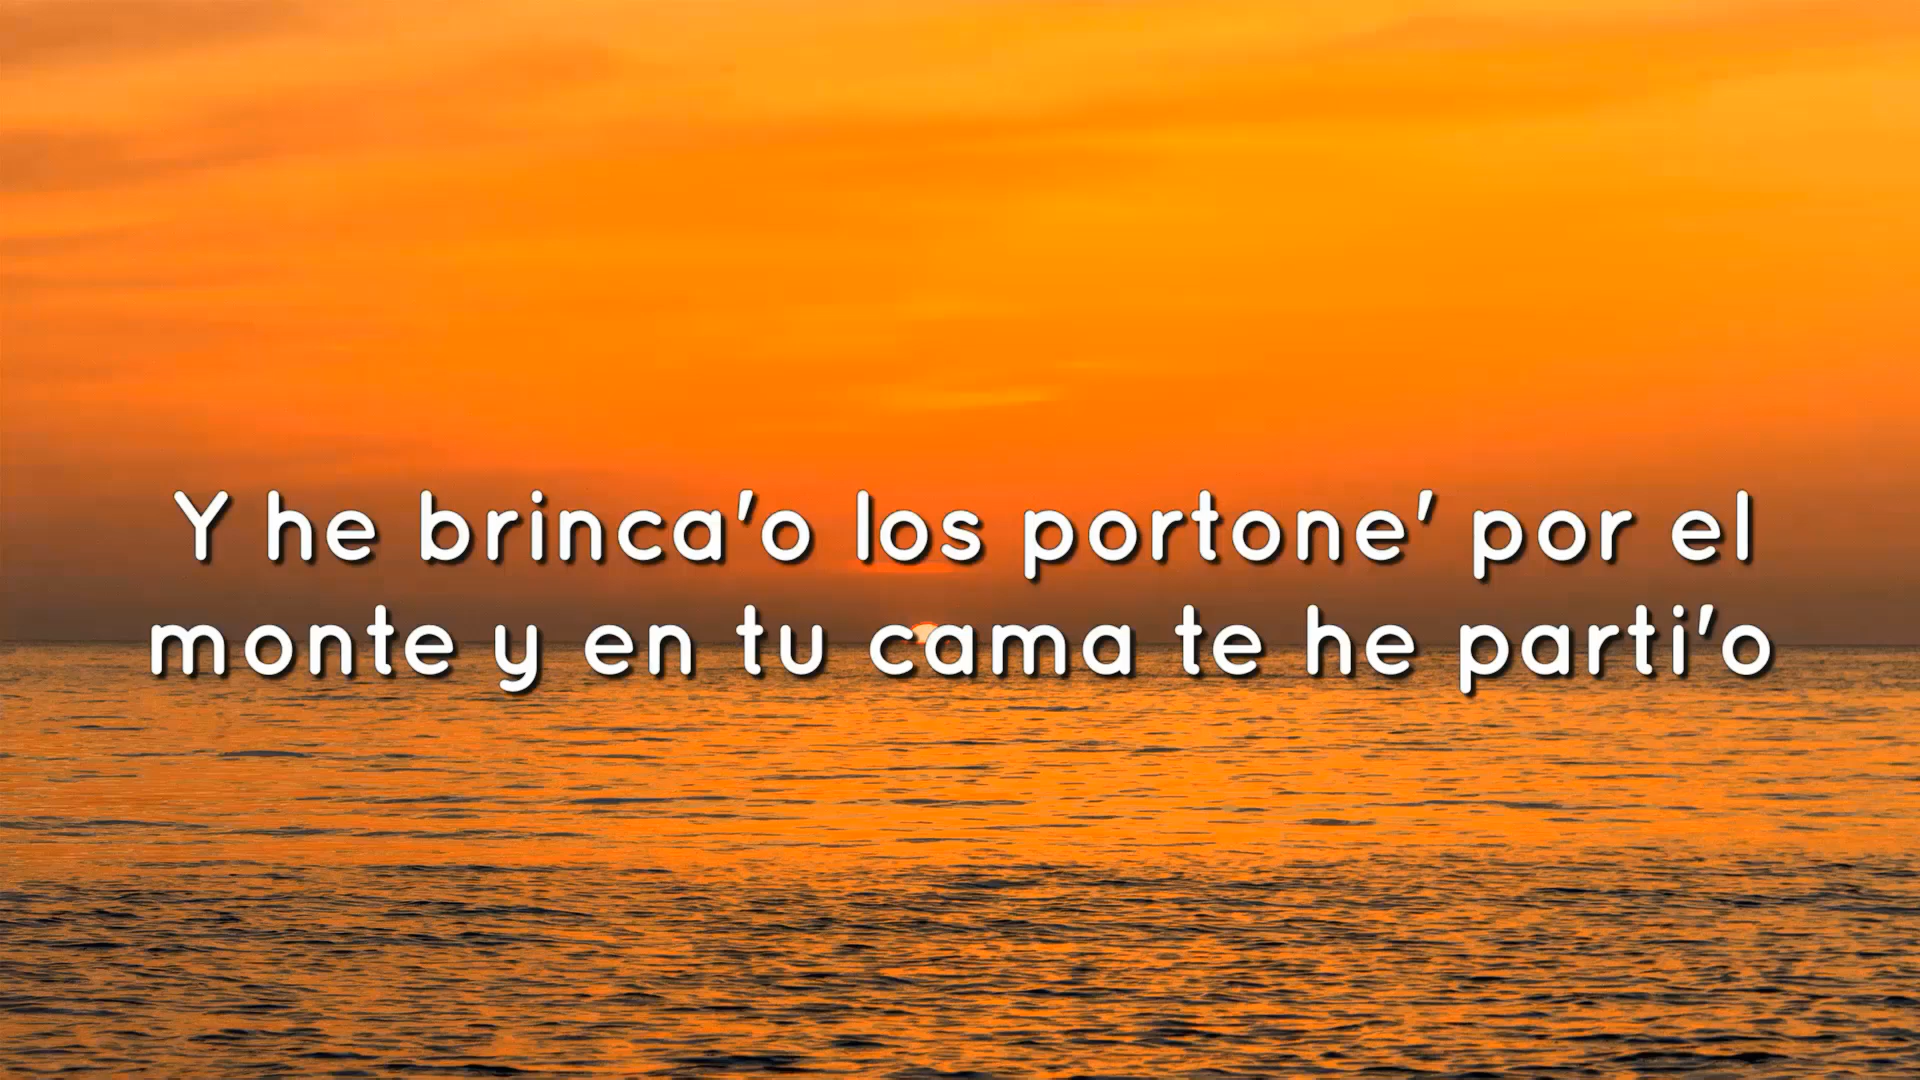 Y he brinca'o los portone' por el
monte y en tu cama te he parti'o